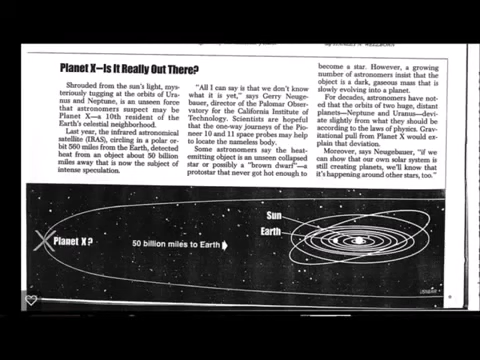 Planet X—Is It Really Out There?
Shrouded from the sun's light, mys-
teriously tugging at the orbits of Ura-
nus and Neptune, is an unseen force
that astronomers suspect may be
Planet X—a 10th resident of the
Earth's celestial neighborhood.
Last year, the infrared astronomical
satellite (IRAS), circling in a polar or-
bit 560 miles from the Earth, detected
heat from an object about 50 billion
miles away that is now the subject of
intense speculation.
"All I can say is that we don't know
what it is yet," says Gerry Neuge-
bauer, director of the Palomar Obser-
vatory for the California Institute of
Technology. Scientists are hopeful
that the one-way journeys of the Pio-
neer 10 and 11 space probes may help
to locate the nameless body.
Some astronomers say the heat-
emitting object is an unseen collapsed
star or possibly a "brown dwarf"—a
protostar that never got hot enough to
become a star. However, a growing
number of astronomers insist that the
object is a dark, gaseous mass that is
slowly evolving into a planet.
For decades, astronomers have not-
ed that the orbits of two huge, distant
planets—Neptune and Uranus—devi-
ate slightly from what they should be
according to the laws of physics. Grav-
itational pull from Planet X would ex-
plain that deviation.
Moreover, says Neugebauer, "if we
can show that our own solar system is
still creating planets, we'll know that
it's happening around other stars, too."
Sun
Earth
Planet X?
50 billion miles to Earth